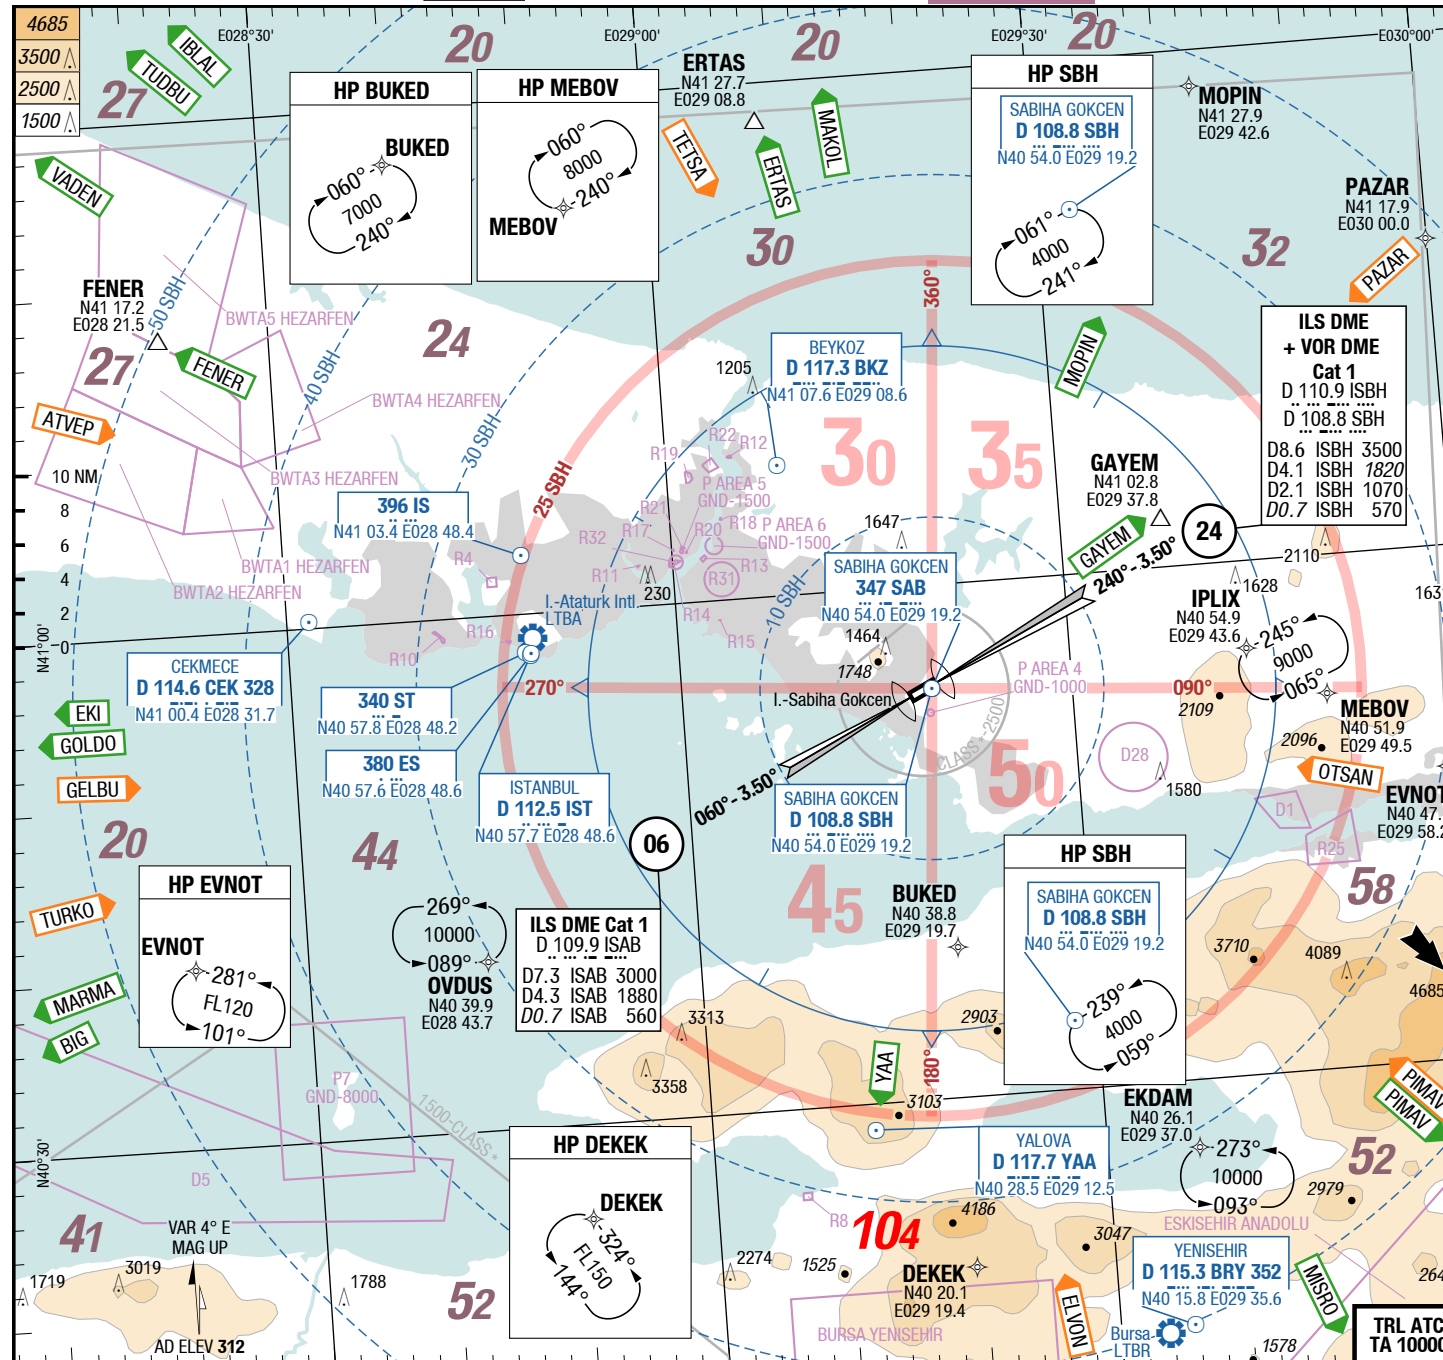 4685
3500
2500
1500
E028°30'
E029°00'
E029°30'
E030°00'
27
20
20
20
IBLAL
TUDBU
VADEN
HP BUKED
BUKED
060°
7000
240°
HP MEBOV
060°
8000
240°
MEBOV
ERTAS
N41 27.7
E029 08.8
TETSA
ERTAS
MAKOL
30
HP SBH
SABIHA GOKCEN
D 108.8 SBH
N40 54.0 E029 19.2
061°
4000
241°
MOPIN
N41 27.9
E029 42.6
PAZAR
N41 17.9
E030 00.0
PAZAR
32
FENER
N41 17.2
E028 21.5
50 SBH
BWTA5 HEZARFEN
27
FENER
24
40 SBH
BWTA4 HEZARFEN
ATVEP
BWTA3 HEZARFEN
30 SBH
BWTA1 HEZARFEN
BWTA2 HEZARFEN
10 NM
8
6
4
2
0
N41°00'
360°
BEYKOZ
D 117.3 BKZ
N41 07.6 E029 08.6
1205
MOPIN
ILS DME
+ VOR DME
Cat 1
D 110.9 ISBH
D 108.8 SBH
D8.6 ISBH 3500
D4.1 ISBH 1820
D2.1 ISBH 1070
D0.7 ISBH 570
30
35
25 SBH
396 IS
N41 03.4 E028 48.4
R22
R12
R19
P AREA 5
GND-1500
R21
R18
P AREA 6
GND-1500
R17
R20
R32
R13
R11
R31
230
R14
R15
R4
R16
R10
1647
GAYEM
N41 02.8
E029 37.8
GAYEM
24
240°- 3.50°
2110
1628
163
IPLIX
N40 54.9
E029 43.6
245°
9000
065°
SABIHA GOKCEN
347 SAB
N40 54.0 E029 19.2
10 SBH
1464
1748
I.-Ataturk Intl.
LTBA
CEKMECE
D 114.6 CEK 328
N41 00.4 E028 31.7
340 ST
N40 57.8 E028 48.2
380 ES
N40 57.6 E028 48.6
ISTANBUL
D 112.5 IST
N40 57.7 E028 48.6
270°
I.-Sabiha Gokcen
P AREA 4
GND-1000
090°
2109
MEBOV
N40 51.9
E029 49.5
2096
CLASS * -2500
D28
OTSAN
1580
EKI
GOLDO
GELBU
060°- 3.50°
06
SABIHA GOKCEN
D 108.8 SBH
N40 54.0 E029 19.2
50
D1
R25
EVNOT
N40 47.
E029 58.2
20
44
45
58
HP EVNOT
EVNOT
281°
FL120
101°
TURKO
MARMA
BIG
269°
10000
089°
OVDUS
N40 39.9
E028 43.7
ILS DME Cat 1
D 109.9 ISAB
D7.3 ISAB 3000
D4.3 ISAB 1880
D0.7 ISAB 560
BUKED
N40 38.8
E029 19.7
HP SBH
SABIHA GOKCEN
D 108.8 SBH
N40 54.0 E029 19.2
239°
4000
059°
3710
4089
4685
3313
3358
2903
180°
YAA
3103
P7
GND-8000
1500-CLASS *
N40°30'
D5
HP DEKEK
DEKEK
324°
FL150
144°
YALOVA
D 117.7 YAA
N40 28.5 E029 12.5
EKDAM
N40 26.1
E029 37.0
273°
10000
093°
PIMAV
PIMAV
52
2979
ESKISEHIR ANADOLU
R8
104
4186
3047
41
VAR 4° E
MAG UP
1719
3019
1788
52
2274
1525
DEKEK
N40 20.1
E029 19.4
YENISEHIR
D 115.3 BRY 352
N40 15.8 E029 35.6
MISRO
264
AD ELEV 312
BURSA YENISEHIR
ELVON
Bursa-
LTBR
1578
TRL ATC
TA 10000